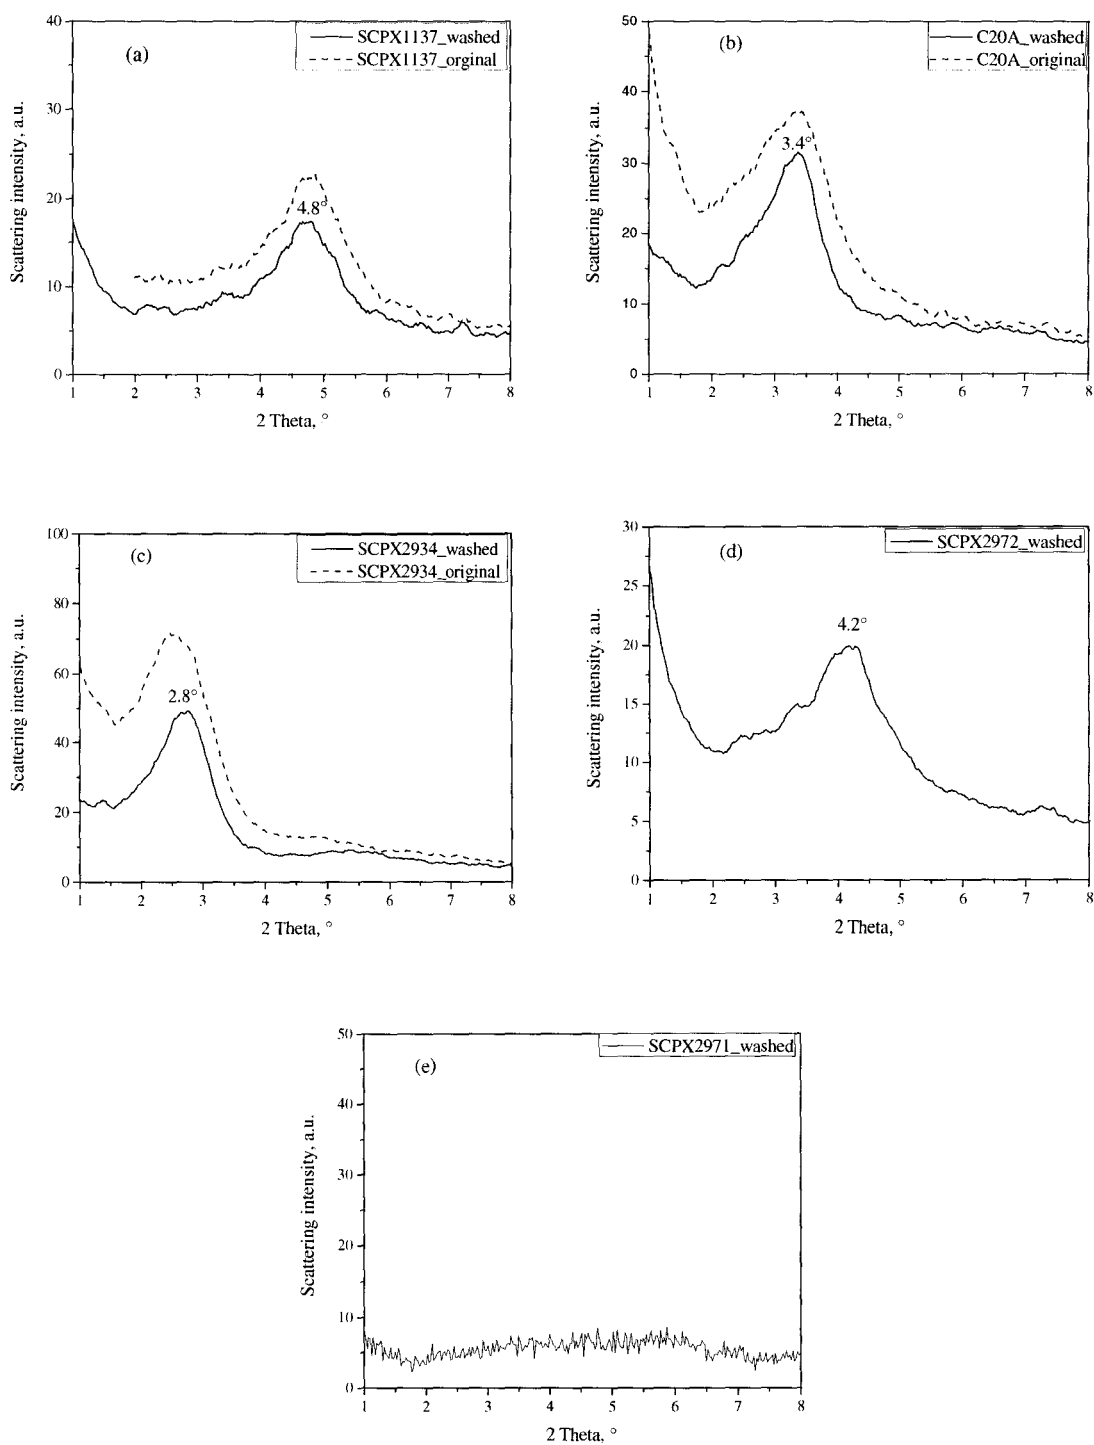 (a)
SCPX1137_washed
SCPX1137_orginal
40
30
20
10
0
4.8°
1 2 3 4 5 6 7 8
Scattering intensity, a.u.
2 Theta, °
(b)
C20A_washed
C20A_original
50
40
30
20
10
0
3.4°
1 2 3 4 5 6 7 8
Scattering intensity, a.u.
2 Theta, °
(c)
SCPX2934_washed
SCPX2934_original
100
80
60
40
20
0
2.8°
1 2 3 4 5 6 7 8
Scattering intensity, a.u.
2 Theta, °
(d)
SCPX2972_washed
30
25
20
15
10
5
0
4.2°
1 2 3 4 5 6 7 8
Scattering intensity, a.u.
2 Theta, °
(e)
SCPX2971_washed
50
40
30
20
10
0
1 2 3 4 5 6 7 8
Scattering intensity, a.u.
2 Theta, °